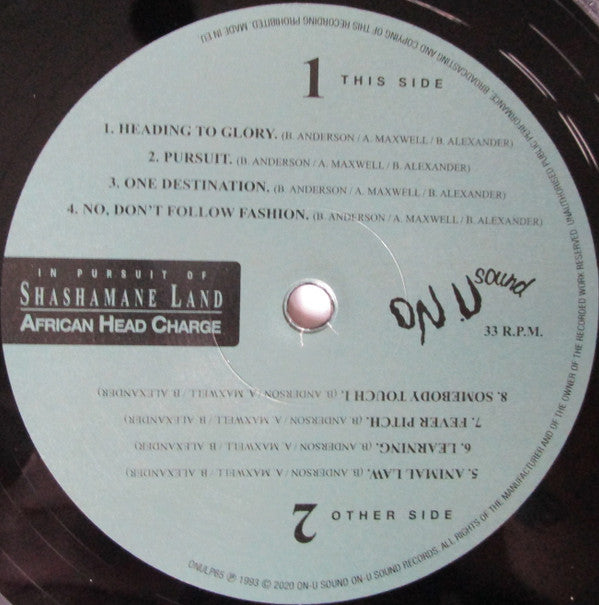 1 THIS SIDE
1. HEADING TO GLORY. (B. ANDERSON / A. MAXWELL / B. ALEXANDER)
2. PURSUIT. (B. ANDERSON / A. MAXWELL / B. ALEXANDER)
3. ONE DESTINATION. (B. ANDERSON / A. MAXWELL / B. ALEXANDER)
4. NO, DON'T FOLLOW FASHION. (B. ANDERSON / A. MAXWELL / B. ALEXANDER)
IN PURSUIT OF
SHASHAMANE LAND
AFRICAN HEAD CHARGE
ON.U sound
33 R.P.M.
2 OTHER SIDE
5. ANIMAL LAW. (B. ANDERSON / A. MAXWELL / B. ALEXANDER)
6. LEARNING. (B. ANDERSON / A. MAXWELL / B. ALEXANDER)
7. FEVER PITCH. (B. ANDERSON / A. MAXWELL / B. ALEXANDER)
8. SOMEBODY TOUCH I. (B. ANDERSON / A. MAXWELL / B. ALEXANDER)
DNULP65 ℗ 1993 © 2020 ON-U SOUND ON-U SOUND RECORDS. ALL RIGHTS OF THE MANUFACTURER AND OF THE OWNER OF THE RECORDED WORK RESERVED. UNAUTHORISED PUBLIC PERFORMANCE, BROADCASTING AND COPYING OF THIS RECORDING PROHIBITED. MADE IN EU.